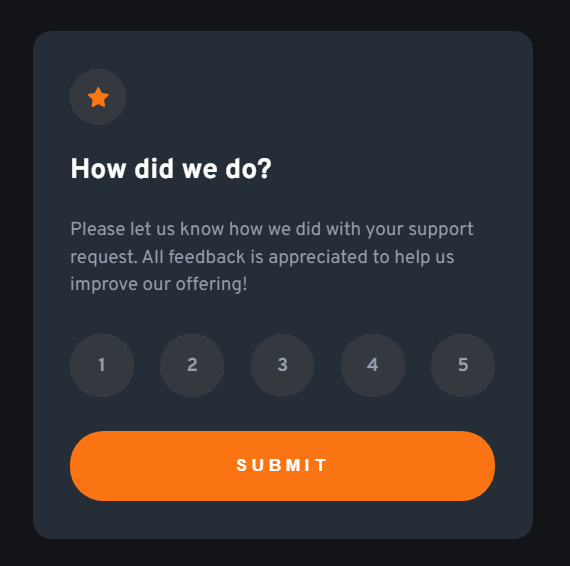 How did we do?
Please let us know how we did with your support
request. All feedback is appreciated to help us
improve our offering!
1 2 3 4 5
SUBMIT